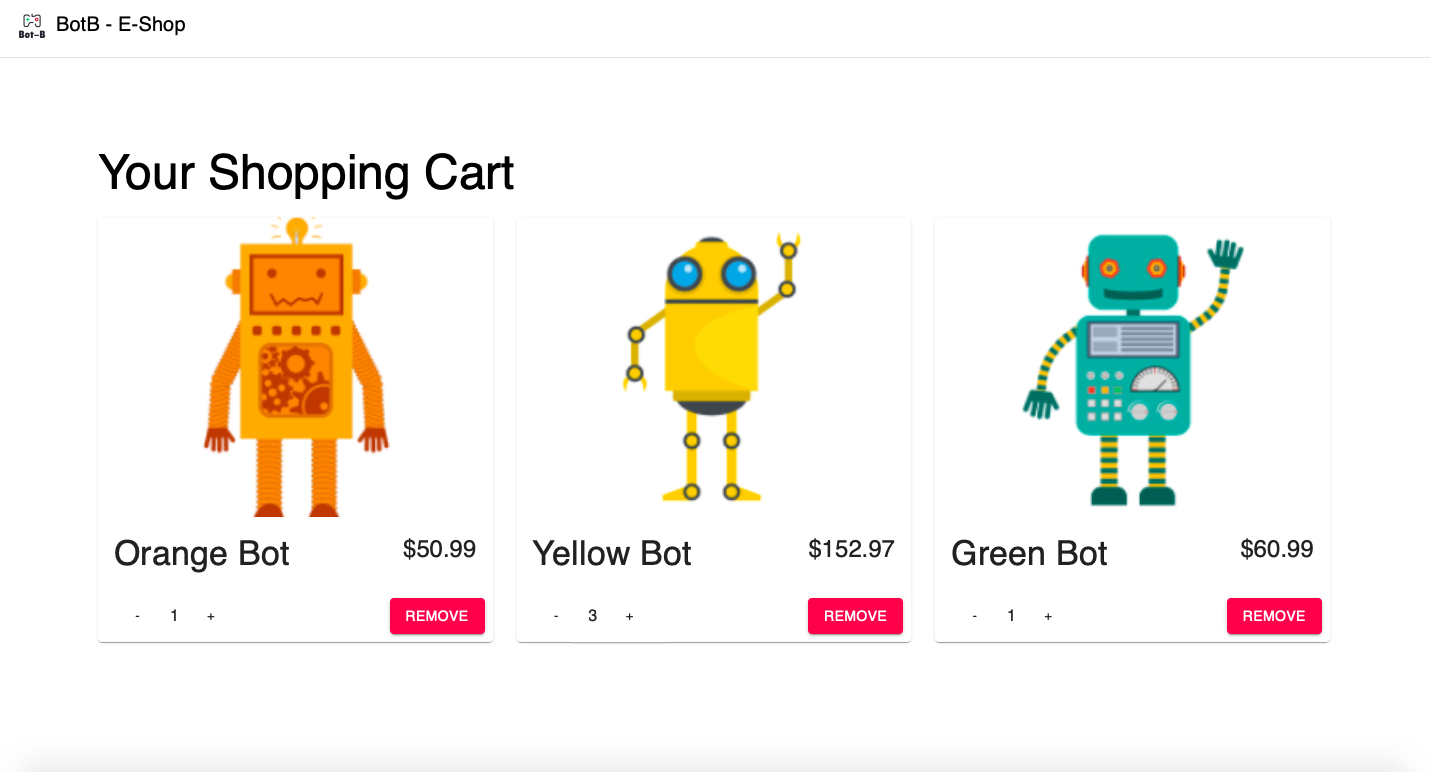 Bot-B
BotB - E-Shop
Your Shopping Cart
Orange Bot
$50.99
- 1 +
REMOVE
Yellow Bot
$152.97
- 3 +
REMOVE
Green Bot
$60.99
- 1 +
REMOVE